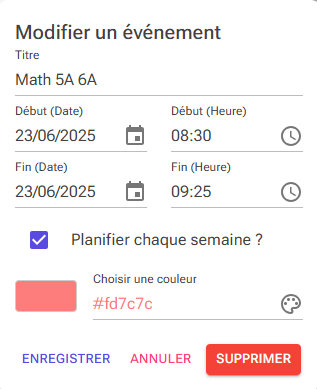 Modifier un événement
Titre
Math 5A 6A
Début (Date)
Début (Heure)
23/06/2025
08:30
Fin (Date)
Fin (Heure)
23/06/2025
09:25
Planifier chaque semaine ?
Choisir une couleur
#fd7c7c
ENREGISTRER ANNULER SUPPRIMER